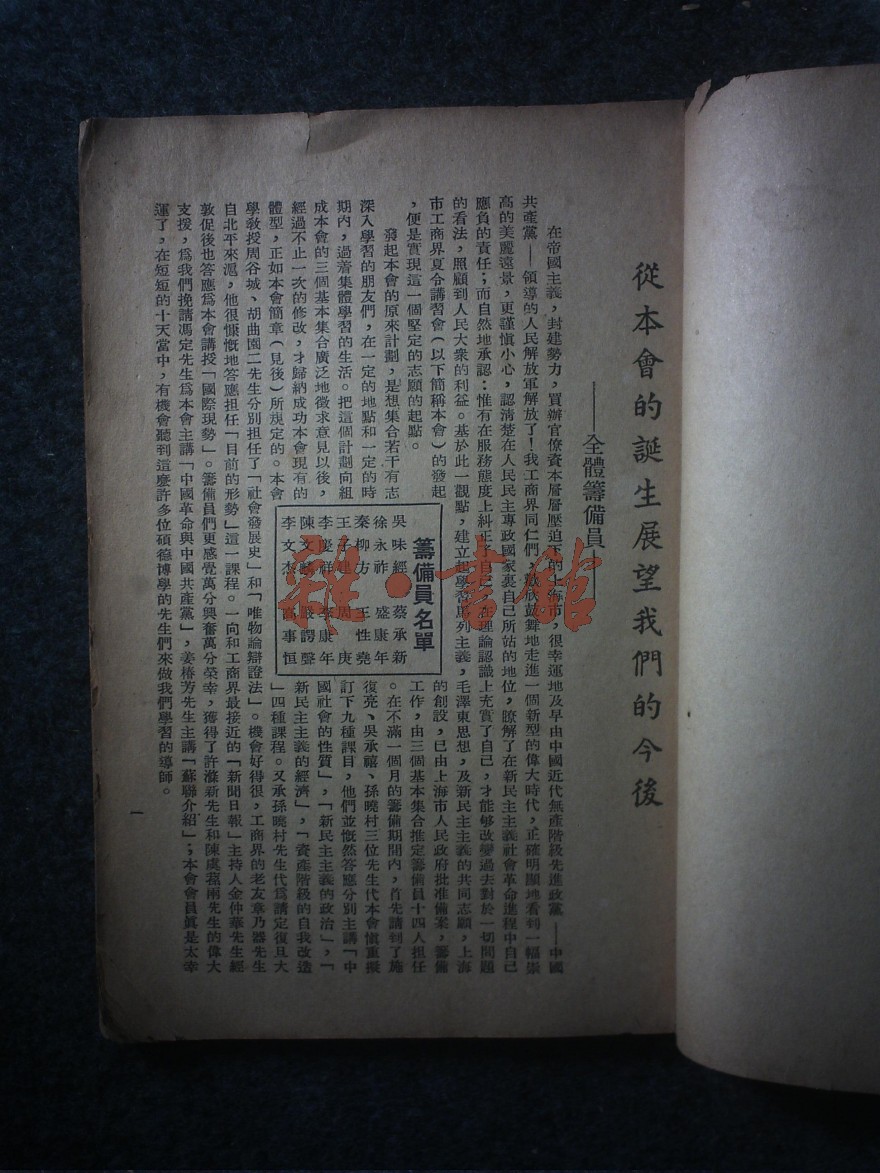 從本會的誕生展望我們的今後
——全體籌備員——
在帝國主義，封建勢力，買辦官僚資本層層壓迫下的上海市，很幸運地及早由中國近代無產階級先進政黨——中國
共產黨——領導的人民解放軍解放了！我工商界同仁們，歡欣鼓舞地走進一個新型的偉大時代，正確明顯地看到一幅崇
高的美麗遠景，更謹愼小心，認清楚在人民民主專政國家裏自己所站的地位，瞭解了在新民主主義社會革命進程中自己
應負的責任；而自然地承認：惟有在服務態度上糾正了自己，在理論認識上充實了自己，才能够改變過去對於一切問題
的看法，照顧到人民大衆的利益。基於此一觀點，建立起學習馬列主義，毛澤東思想，及新民主主義的共同志願，上海
市工商界夏令講習會（以下簡稱本會）的發起
，便是實現這一個堅定的志願的起點。
發起本會的原來計劃，是想集合若干有志
深入學習的朋友們，在一定的地點和一定的時
期內，過着集體學習的生活。把這個計劃向組
成本會的三個基本集合廣泛地徵求意見以後，
經過不止一次的修改，才歸納成功本會現有的
體型，正如本會簡章（見後）所規定的。本會
籌備員名單
吳味經 蔡承新
徐永祚 盛康年
秦柳方 王性堯
王子建 周庚
李慶祥 李康年
陳文麟 嚴諤聲
李文杰 高事恒
的創設，已由上海市人民政府批准備案，籌備
工作，由三個基本集合推定籌備員十四人担任
。在不滿一個月的籌備期間內，首先請到了施
復亮、吳承禧、孫曉村三位先生代本會愼重擬
訂下九種課目，他們並慨然答應分別主講「中
國社會的性質」，「新民主主義的政治」，「
新民主主義的經濟」，「資產階級的自我改造
」四種課程。又承孫曉村先生代爲請定復旦大
學教授周谷城、胡曲園二先生分別担任了「社會發展史」和「唯物論辯證法」。機會好得很，工商界的老友章乃器先生
自北平來滬，他很慷慨地答應担任「目前的形勢」這一課程。一向和工商界最接近的「新聞日報」主持人金仲華先生經
敦促後也答應爲本會講授「國際現勢」。籌備員們更感覺萬分興奮萬分榮幸，獲得了許滌新先生和陳虞蓀兩先生的偉大
支援，爲我們挽請馮定先生爲本會主講「中國革命與中國共產黨」，姜椿芳先生主講「蘇聯介紹」；本會會員眞是太幸
運了，在短短的十天當中，有機會聽到這麽許多位碩德博學的先生們來做我們學習的導師。
一
雜·書館